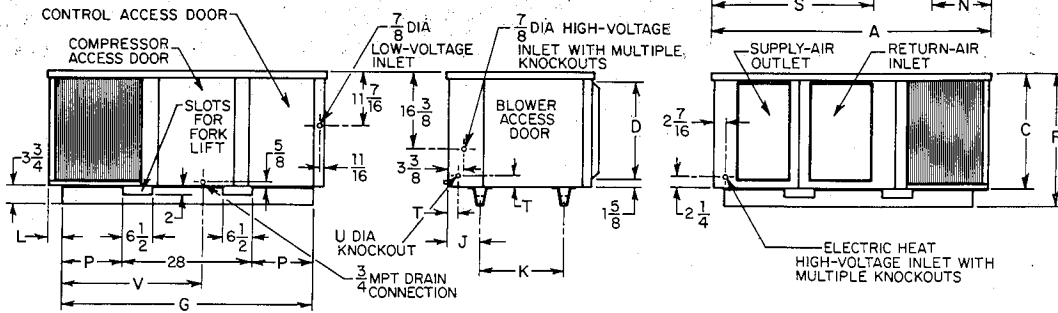 CONTROL ACCESS DOOR
COMPRESSOR
ACCESS DOOR
SLOTS
FOR
FORK
LIFT
7/8 DIA
LOW-VOLTAGE
INLET
11 7/16
5/8
11/16
3 3/4
2
L
6 1/2
6 1/2
P
28
P
V
G
3/4 MPT DRAIN
CONNECTION
7/8 DIA HIGH-VOLTAGE
INLET WITH MULTIPLE
KNOCKOUTS
16 3/8
BLOWER
ACCESS
DOOR
D
3 3/8
T
T
1 5/8
U DIA
KNOCKOUT
J
K
S
N
A
SUPPLY-AIR
OUTLET
RETURN-AIR
INLET
2 7/16
C
2 1/4
ELECTRIC HEAT
HIGH-VOLTAGE INLET WITH
MULTIPLE KNOCKOUTS